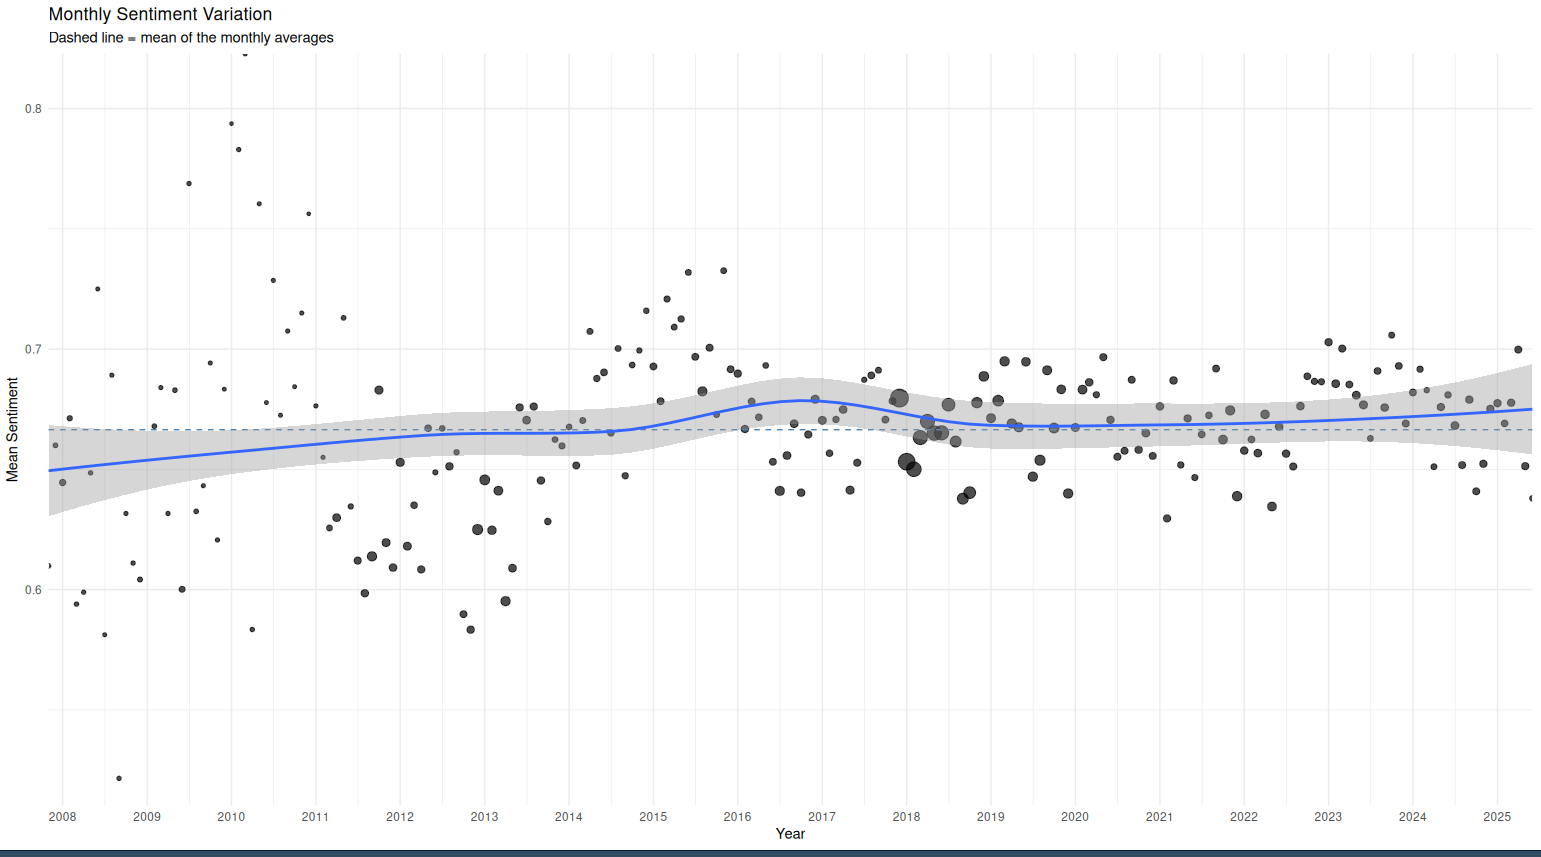 Monthly Sentiment Variation
Dashed line = mean of the monthly averages
0.8
0.7
0.6
Mean Sentiment
2008 2009 2010 2011 2012 2013 2014 2015 2016 2017 2018 2019 2020 2021 2022 2023 2024 2025
Year